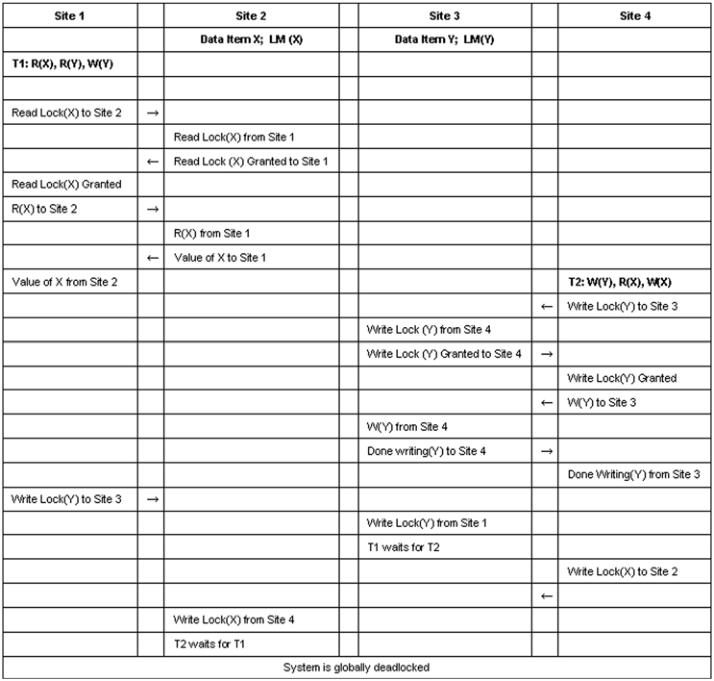 Site 1 Site 2 Site 3 Site 4
Data Item X; LM (X) Data Item Y; LM(Y)
T1: R(X), R(Y), W(Y)
Read Lock(X) to Site 2 →
Read Lock(X) from Site 1
← Read Lock (X) Granted to Site 1
Read Lock(X) Granted
R(X) to Site 2 →
R(X) from Site 1
← Value of X to Site 1
Value of X from Site 2 T2: W(Y), R(X), W(X)
← Write Lock(Y) to Site 3
Write Lock (Y) from Site 4
Write Lock (Y) Granted to Site 4 →
Write Lock(Y) Granted
← W(Y) to Site 3
W(Y) from Site 4
Done writing(Y) to Site 4 →
Done Writing(Y) from Site 3
Write Lock(Y) to Site 3 →
Write Lock(Y) from Site 1
T1 waits for T2
Write Lock(X) to Site 2
←
Write Lock(X) from Site 4
T2 waits for T1
System is globally deadlocked